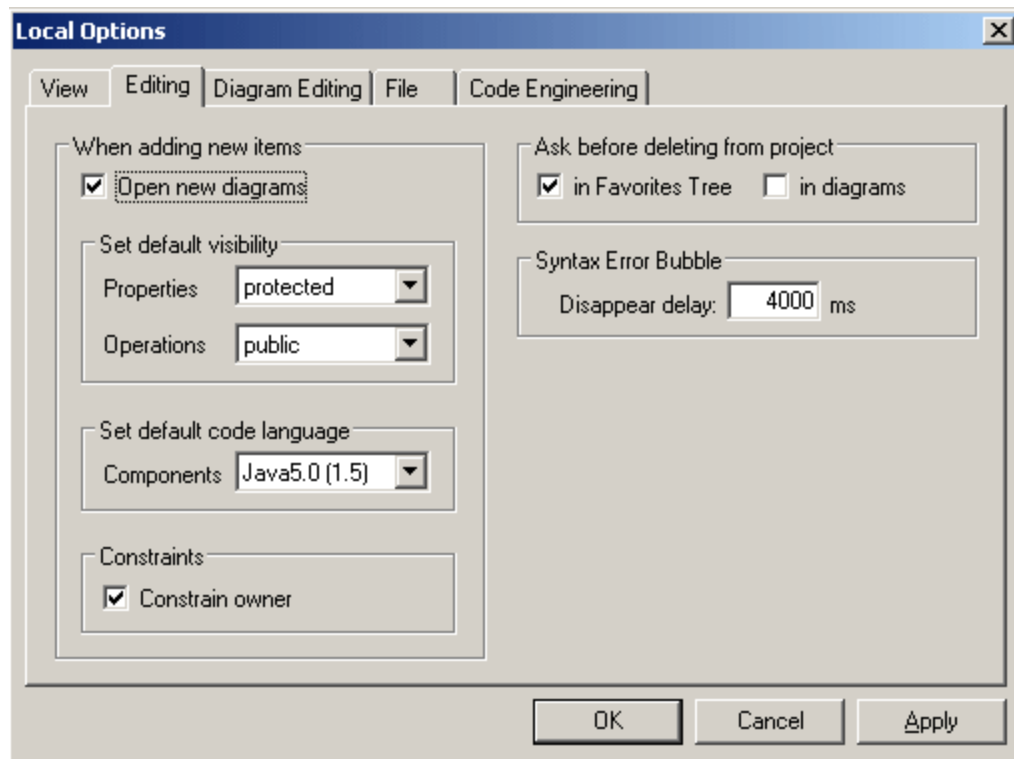 Local Options
View Editing Diagram Editing File Code Engineering
When adding new items
Open new diagrams
Set default visibility
Properties protected
Operations public
Set default code language
Components Java5.0 (1.5)
Constraints
Constrain owner
Ask before deleting from project
in Favorites Tree in diagrams
Syntax Error Bubble
Disappear delay: 4000 ms
OK Cancel Apply